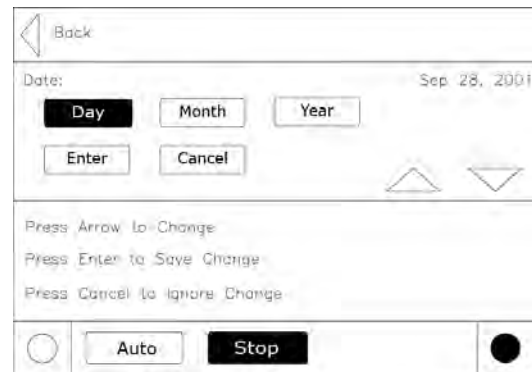 Back
Date: Sep 28, 2001
Day Month Year
Enter Cancel
Press Arrow to Change
Press Enter to Save Change
Press Cancel to Ignore Change
Auto Stop